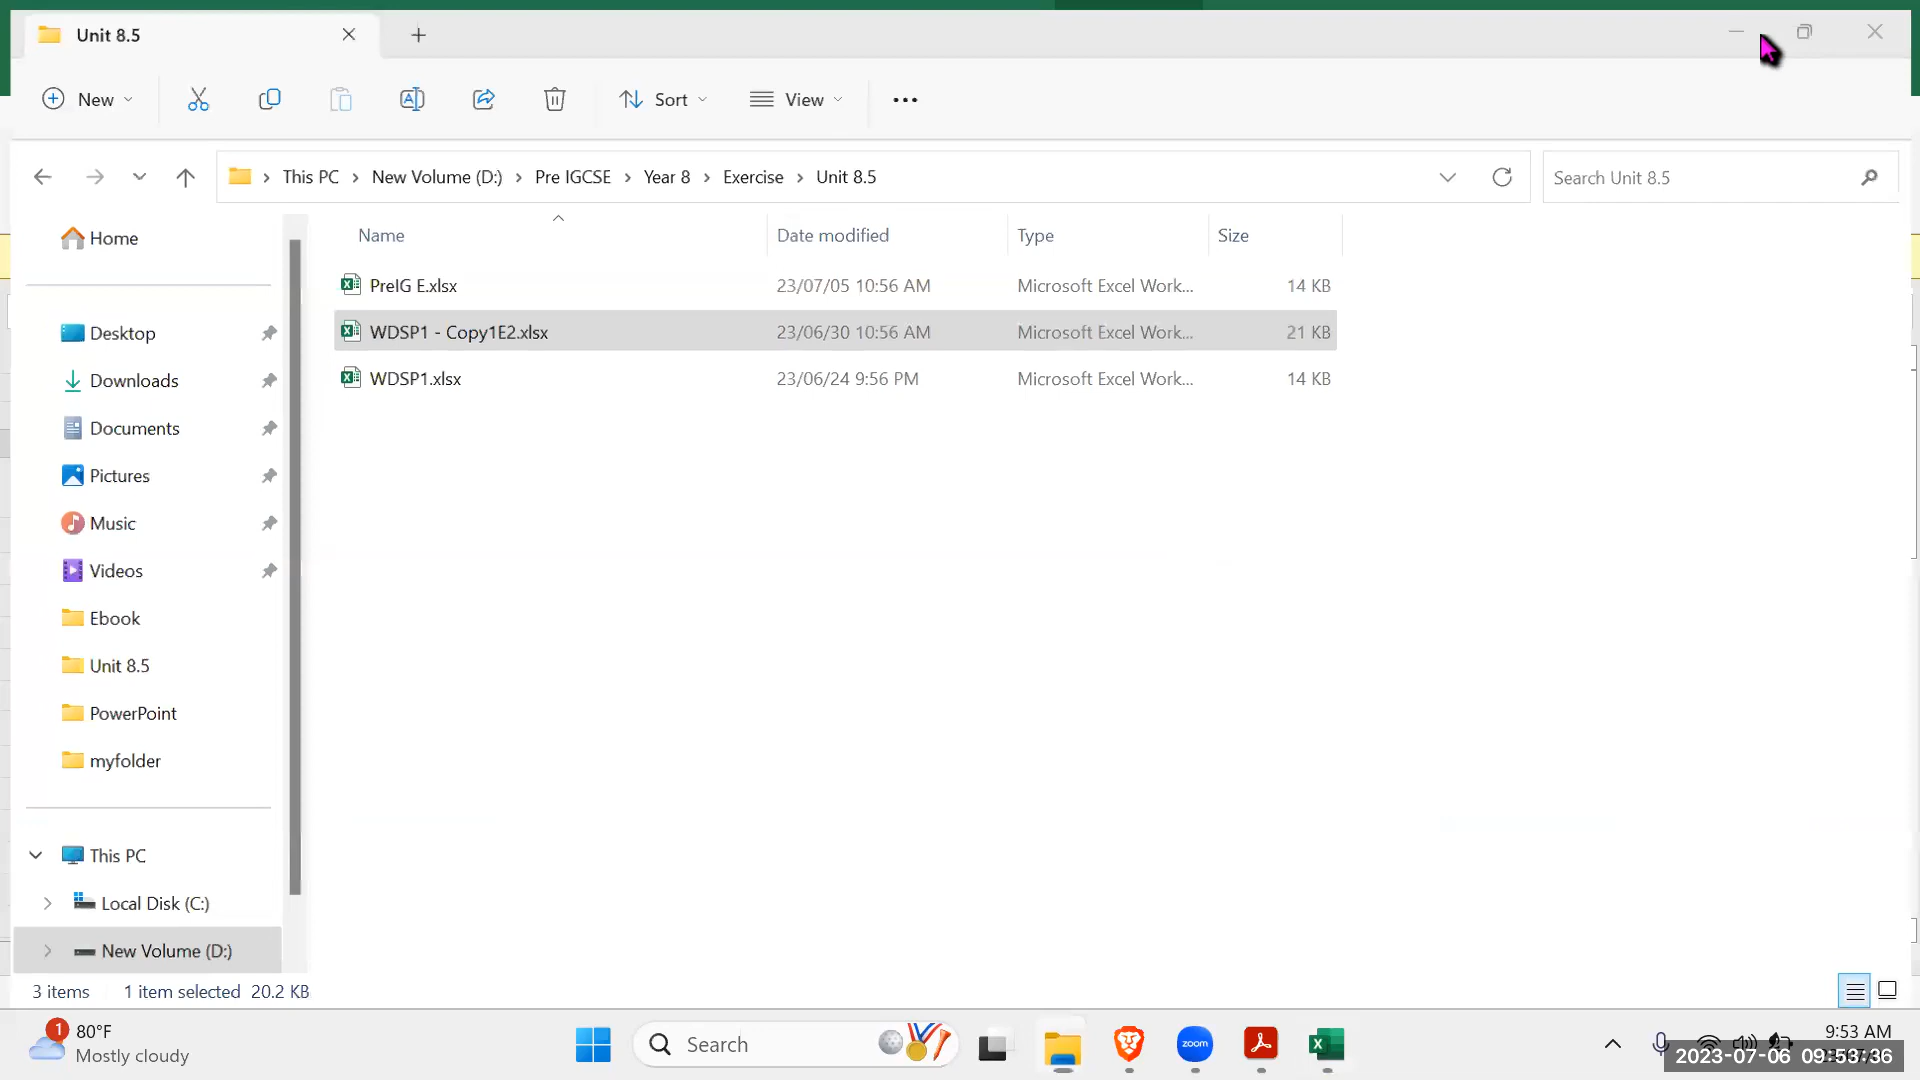 Unit 8.5
New
Sort
View
This PC
New Volume (D:)
Pre IGCSE
Year 8
Exercise
Unit 8.5
Search Unit 8.5
Name
Date modified
Type
Size
PreIG E.xlsx
23/07/05 10:56 AM
Microsoft Excel Work...
14 KB
WDSP1 - Copy1E2.xlsx
23/06/30 10:56 AM
Microsoft Excel Work...
21 KB
WDSP1.xlsx
23/06/24 9:56 PM
Microsoft Excel Work...
14 KB
Home
Desktop
Downloads
Documents
Pictures
Music
Videos
Ebook
Unit 8.5
PowerPoint
myfolder
This PC
Local Disk (C:)
New Volume (D:)
3 items
1 item selected 20.2 KB
1
80°F
Mostly cloudy
Search
zoom
9:53 AM
2023-07-06 09:53:36